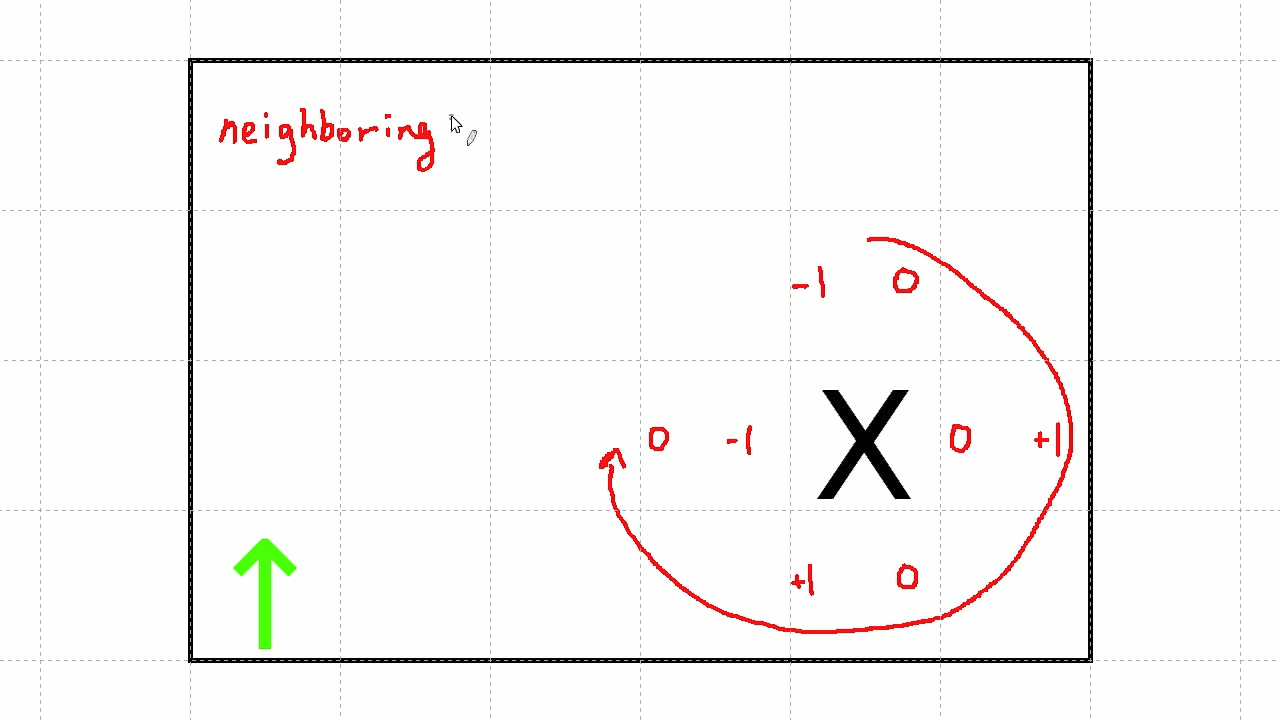 neighboring
-1 0
0 -1 X 0 +1
+1 0